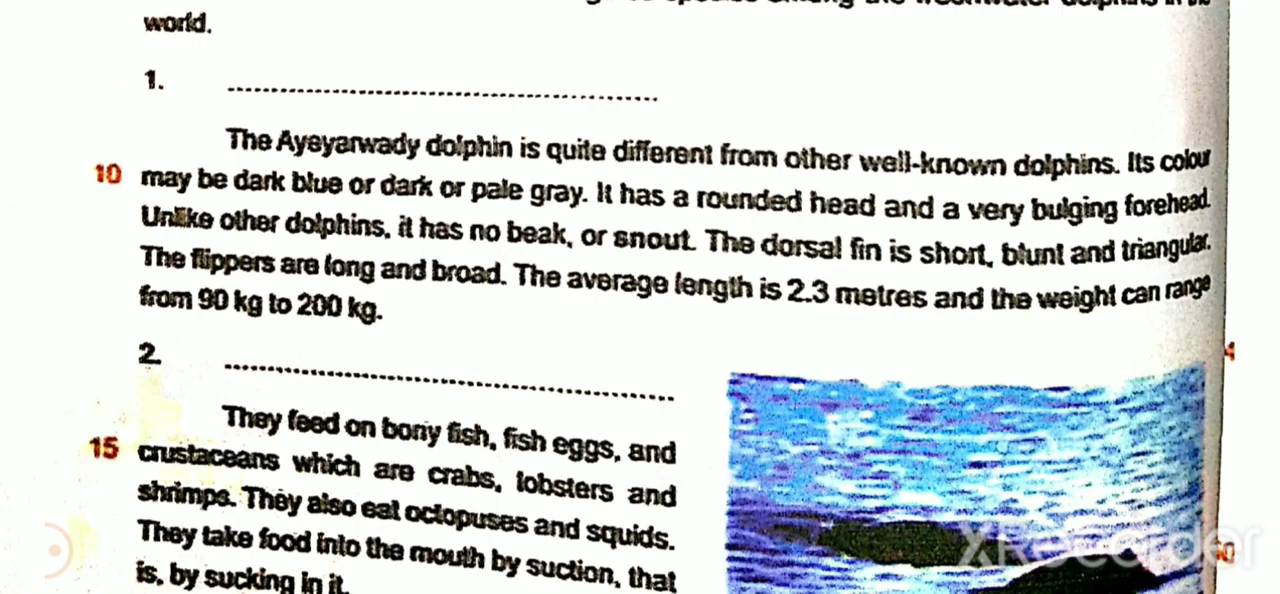 world.
1.
The Ayeyarwady dolphin is quite different from other well-known dolphins. Its colour
10 may be dark blue or dark or pale gray. It has a rounded head and a very bulging forehead.
Unlike other dolphins, it has no beak, or snout. The dorsal fin is short, blunt and triangular.
The flippers are long and broad. The average length is 2.3 metres and the weight can range
from 90 kg to 200 kg.
2.
They feed on bony fish, fish eggs, and
15 crustaceans which are crabs, lobsters and
shrimps. They also eat octopuses and squids.
They take food into the mouth by suction, that
is, by sucking in it.
XRecorder